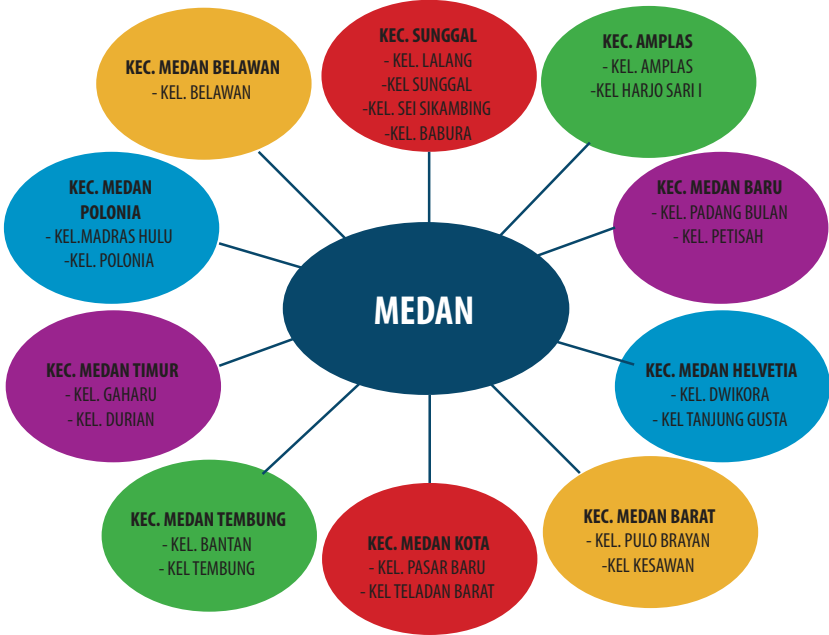 KEC. SUNGGAL
- KEL. LALANG
-KEL SUNGGAL
-KEL. SEI SIKAMBING
-KEL. BABURA
KEC. AMPLAS
- KEL. AMPLAS
-KEL HARJO SARI I
KEC. MEDAN BARU
- KEL. PADANG BULAN
- KEL. PETISAH
KEC. MEDAN HELVETIA
- KEL. DWIKORA
- KEL TANJUNG GUSTA
KEC. MEDAN BARAT
- KEL. PULO BRAYAN
-KEL KESAWAN
KEC. MEDAN KOTA
- KEL. PASAR BARU
- KEL TELADAN BARAT
KEC. MEDAN TEMBUNG
- KEL. BANTAN
- KEL TEMBUNG
KEC. MEDAN TIMUR
- KEL. GAHARU
- KEL. DURIAN
KEC. MEDAN
POLONIA
- KEL.MADRAS HULU
-KEL. POLONIA
KEC. MEDAN BELAWAN
- KEL. BELAWAN
MEDAN